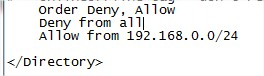 Order Deny, Allow
Deny from all
Allow from 192.168.0.0/24
</Directory>